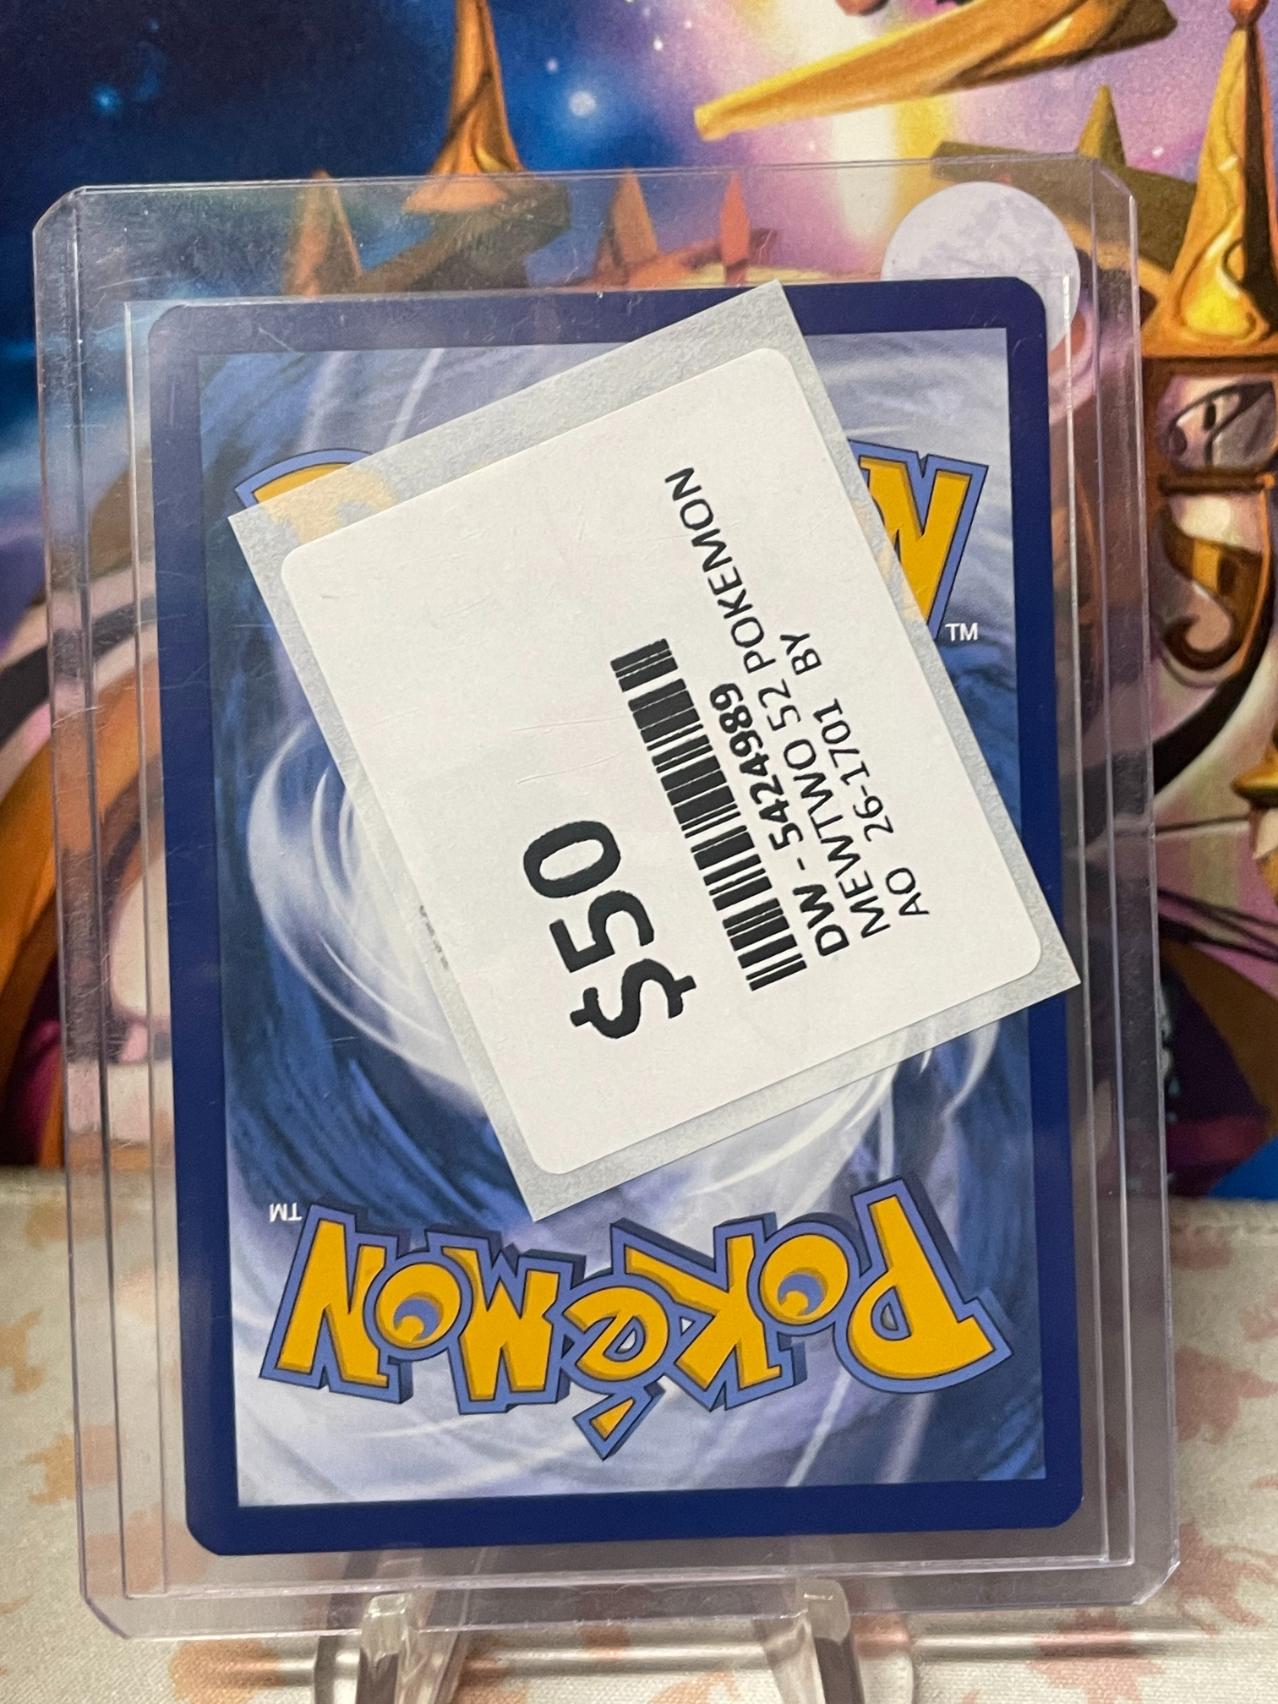 $50
DW - 5424989
MEWTWO 52 POKEMON
AO 26-1701 BY
N
TM
POKéMON
TM